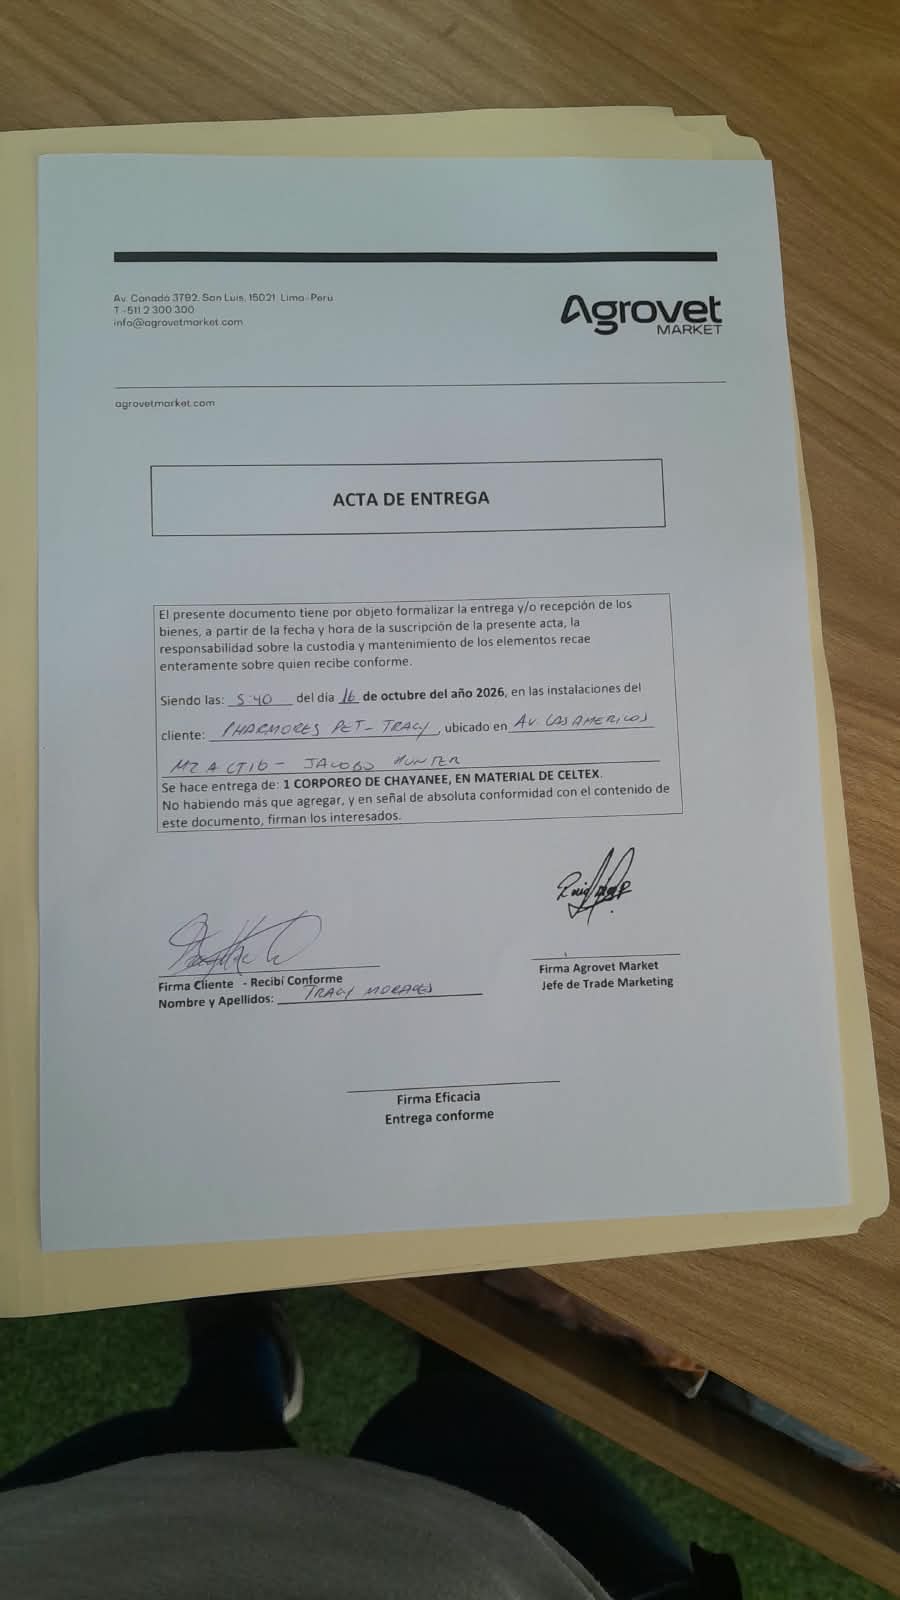 Av. Canadá 3792. San Luis, 15021 Lima-Perú
T -511 2 300 300
info@agrovetmarket.com
Agrovet
MARKET
agrovetmarket.com
ACTA DE ENTREGA
El presente documento tiene por objeto formalizar la entrega y/o recepción de los
bienes, a partir de la fecha y hora de la suscripción de la presente acta, la
responsabilidad sobre la custodia y mantenimiento de los elementos recae
enteramente sobre quien recibe conforme.
Siendo las: 5:40 del día 16 de octubre del año 2026, en las instalaciones del
cliente: PHARMORES PET - TRACY, ubicado en AV. LAS AMERICAS
MZ A LT16 - JACOBO HUNTER
Se hace entrega de: 1 CORPOREO DE CHAYANEE, EN MATERIAL DE CELTEX.
No habiendo más que agregar, y en señal de absoluta conformidad con el contenido de
este documento, firman los interesados.
Firma Cliente - Recibí Conforme
Nombre y Apellidos: TRACY MORALES
Firma Agrovet Market
Jefe de Trade Marketing
Firma Eficacia
Entrega conforme